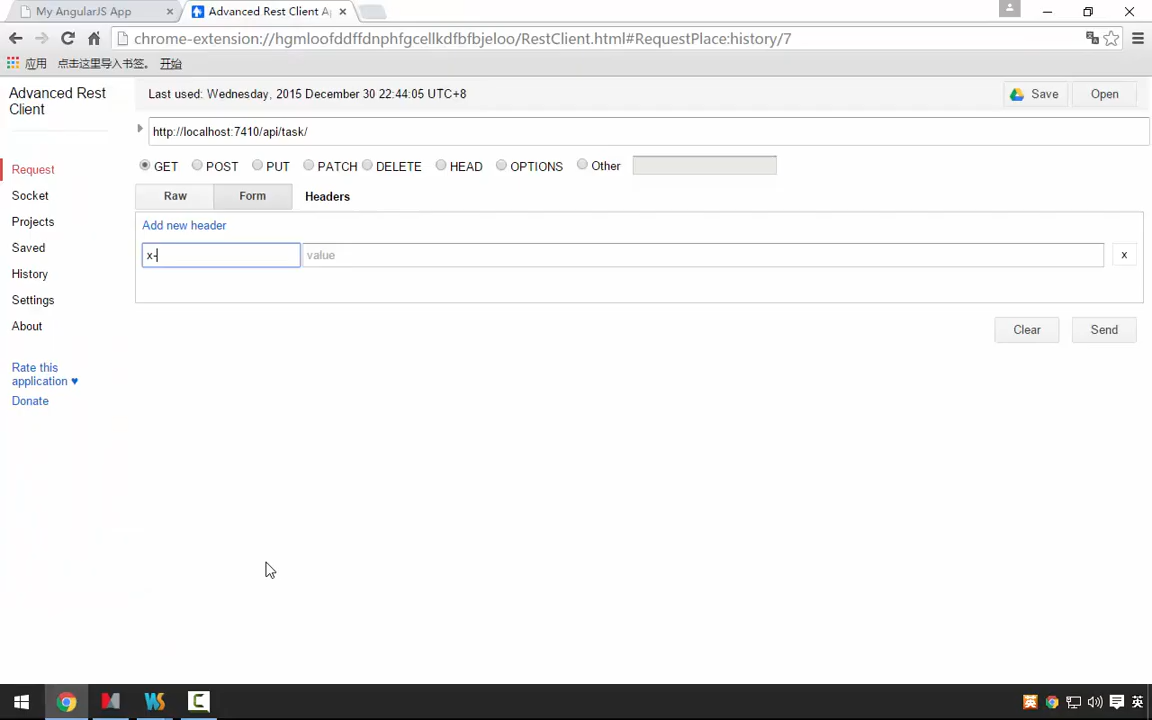 My AngularJS App
Advanced Rest Client A
chrome-extension://hgmloofddffdnphfgcellkdfbfbjeloo/RestClient.html#RequestPlace:history/7
应用 点击这里导入书签。 开始
Advanced Rest
Client
Last used: Wednesday, 2015 December 30 22:44:05 UTC+8
Save
Open
http://localhost:7410/api/task/
GET POST PUT PATCH DELETE HEAD OPTIONS Other
Raw Form Headers
Add new header
x- value x
Clear Send
Request
Socket
Projects
Saved
History
Settings
About
Rate this
application ♥
Donate
英 英